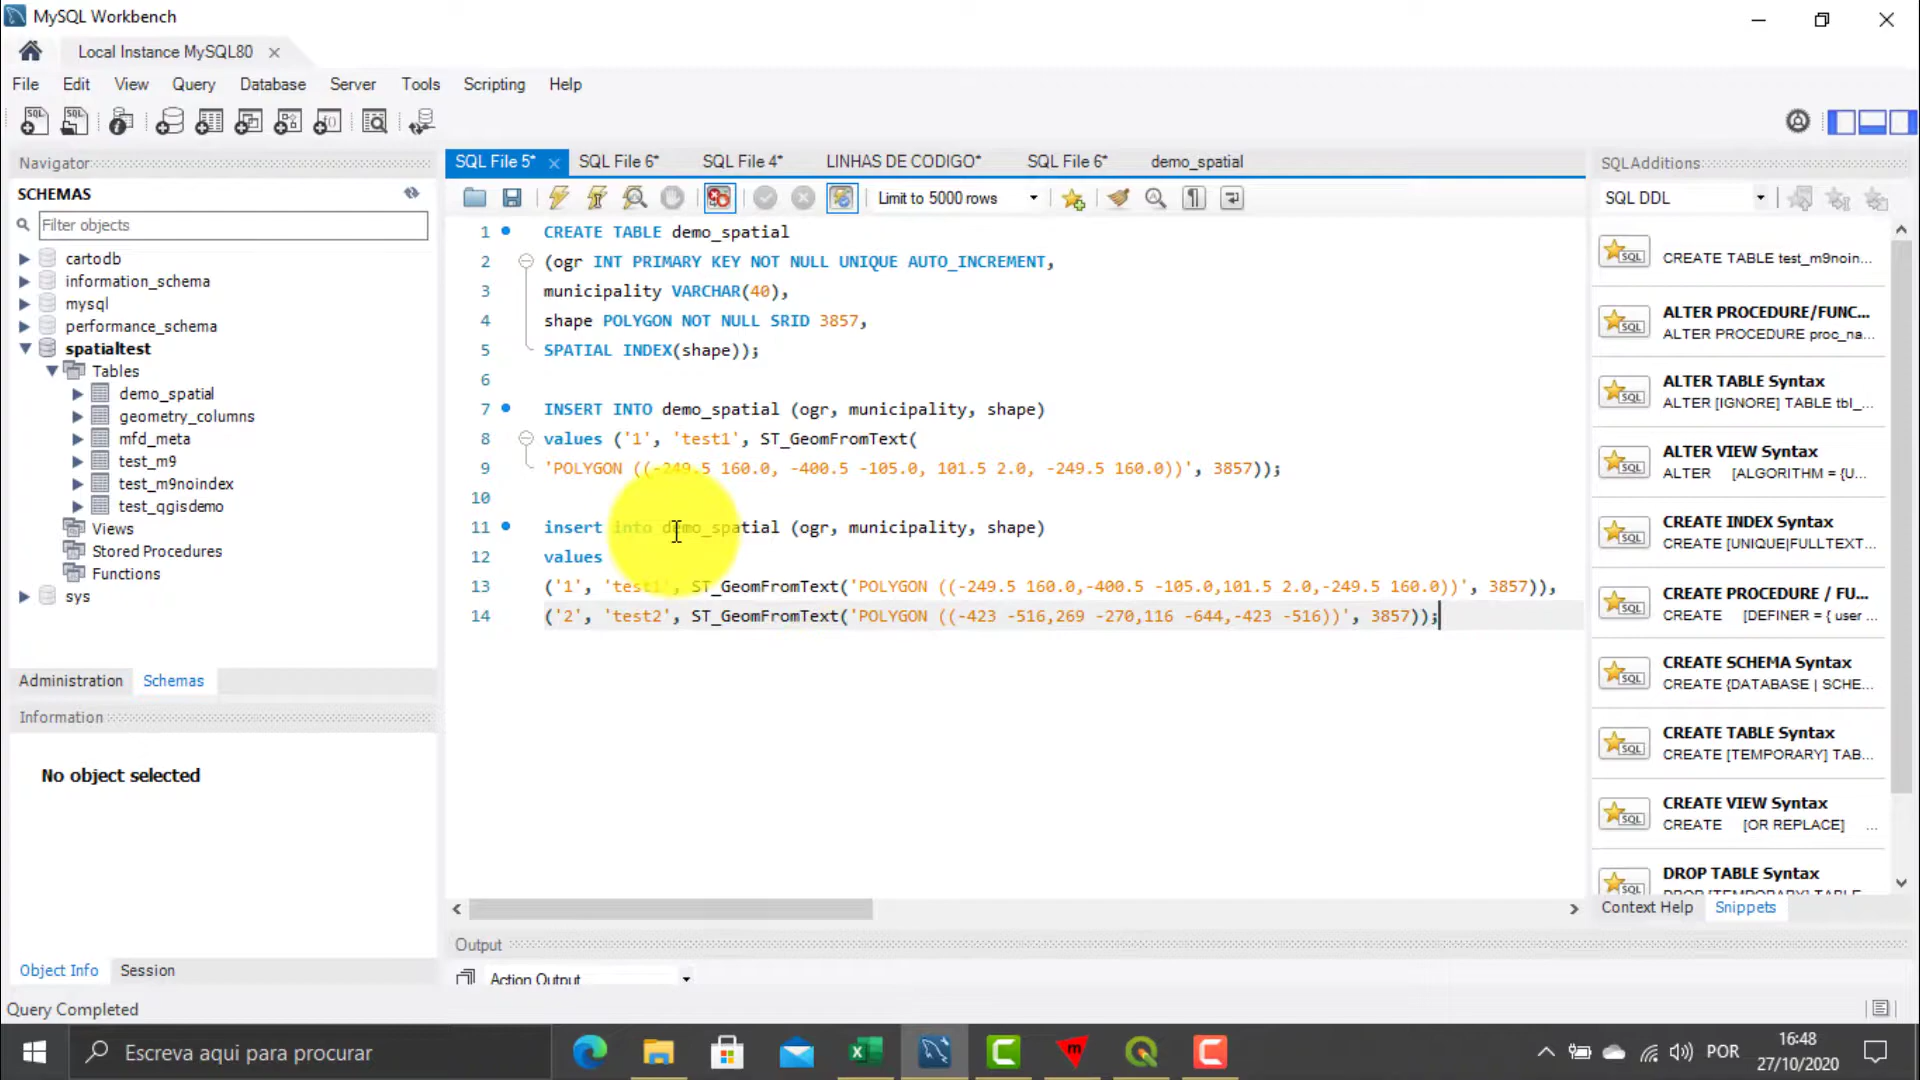 MySQL Workbench
Local Instance MySQL80
File Edit View Query Database Server Tools Scripting Help
Navigator
SCHEMAS
Filter objects
cartodb
information_schema
mysql
performance_schema
spatialtest
Tables
demo_spatial
geometry_columns
mfd_meta
test_m9
test_m9noindex
test_qgisdemo
Views
Stored Procedures
Functions
sys
Administration Schemas
Information
No object selected
Object Info Session
Query Completed
SQL File 5* SQL File 6* SQL File 4* LINHAS DE CODIGO* SQL File 6* demo_spatial
Limit to 5000 rows
1 CREATE TABLE demo_spatial
2 (ogr INT PRIMARY KEY NOT NULL UNIQUE AUTO_INCREMENT,
3 municipality VARCHAR(40),
4 shape POLYGON NOT NULL SRID 3857,
5 SPATIAL INDEX(shape));
6
7 INSERT INTO demo_spatial (ogr, municipality, shape)
8 values ('1', 'test1', ST_GeomFromText(
9 'POLYGON ((-249.5 160.0, -400.5 -105.0, 101.5 2.0, -249.5 160.0))', 3857));
10
11 insert into demo_spatial (ogr, municipality, shape)
12 values
13 ('1', 'test1', ST_GeomFromText('POLYGON ((-249.5 160.0,-400.5 -105.0,101.5 2.0,-249.5 160.0))', 3857)),
14 ('2', 'test2', ST_GeomFromText('POLYGON ((-423 -516,269 -270,116 -644,-423 -516))', 3857));
Output
Action Output
SQLAdditions
SQL DDL
CREATE TABLE test_m9noin...
ALTER PROCEDURE/FUNC...
ALTER PROCEDURE proc_na...
ALTER TABLE Syntax
ALTER [IGNORE] TABLE tbl_...
ALTER VIEW Syntax
ALTER [ALGORITHM = {U...
CREATE INDEX Syntax
CREATE [UNIQUE|FULLTEXT...
CREATE PROCEDURE / FU...
CREATE [DEFINER = { user ...
CREATE SCHEMA Syntax
CREATE {DATABASE | SCHE...
CREATE TABLE Syntax
CREATE [TEMPORARY] TAB...
CREATE VIEW Syntax
CREATE [OR REPLACE] ...
DROP TABLE Syntax
DROP [TEMPORARY] TABLE
Context Help Snippets
Escreva aqui para procurar
POR
16:48
27/10/2020